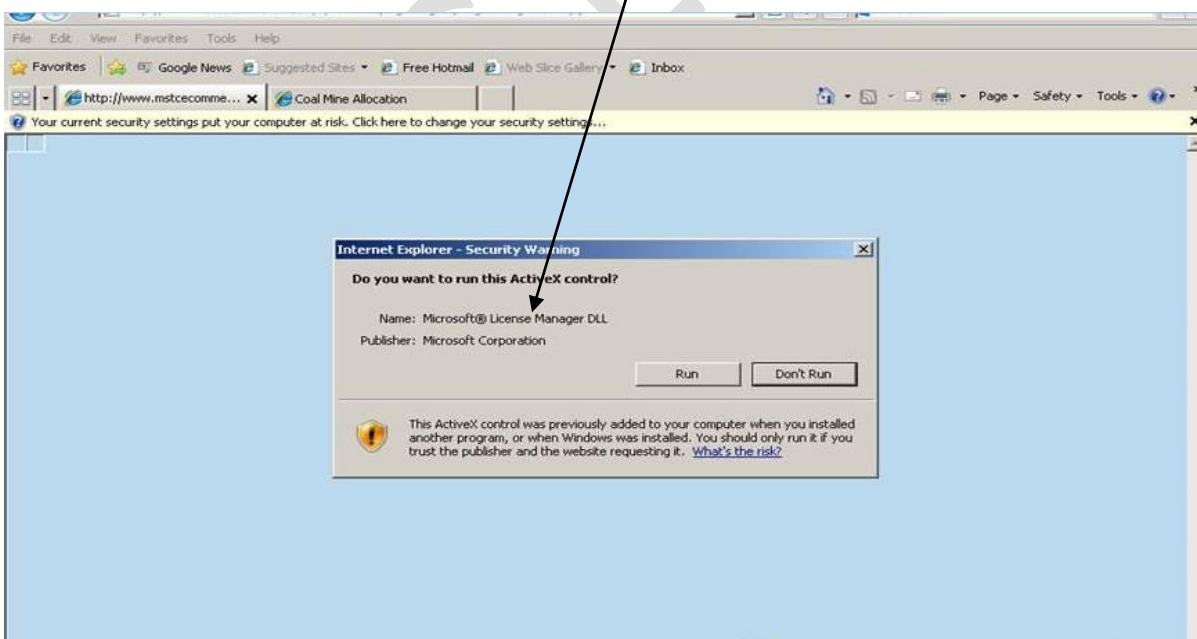 File Edit View Favorites Tools Help
Favorites Google News Suggested Sites Free Hotmail Web Slice Gallery Inbox
http://www.mstcecomme... Coal Mine Allocation Page Safety Tools
Your current security settings put your computer at risk. Click here to change your security settings...
Internet Explorer - Security Warning
Do you want to run this ActiveX control?
Name: Microsoft® License Manager DLL
Publisher: Microsoft Corporation
Run Don't Run
This ActiveX control was previously added to your computer when you installed
another program, or when Windows was installed. You should only run it if you
trust the publisher and the website requesting it. What's the risk?